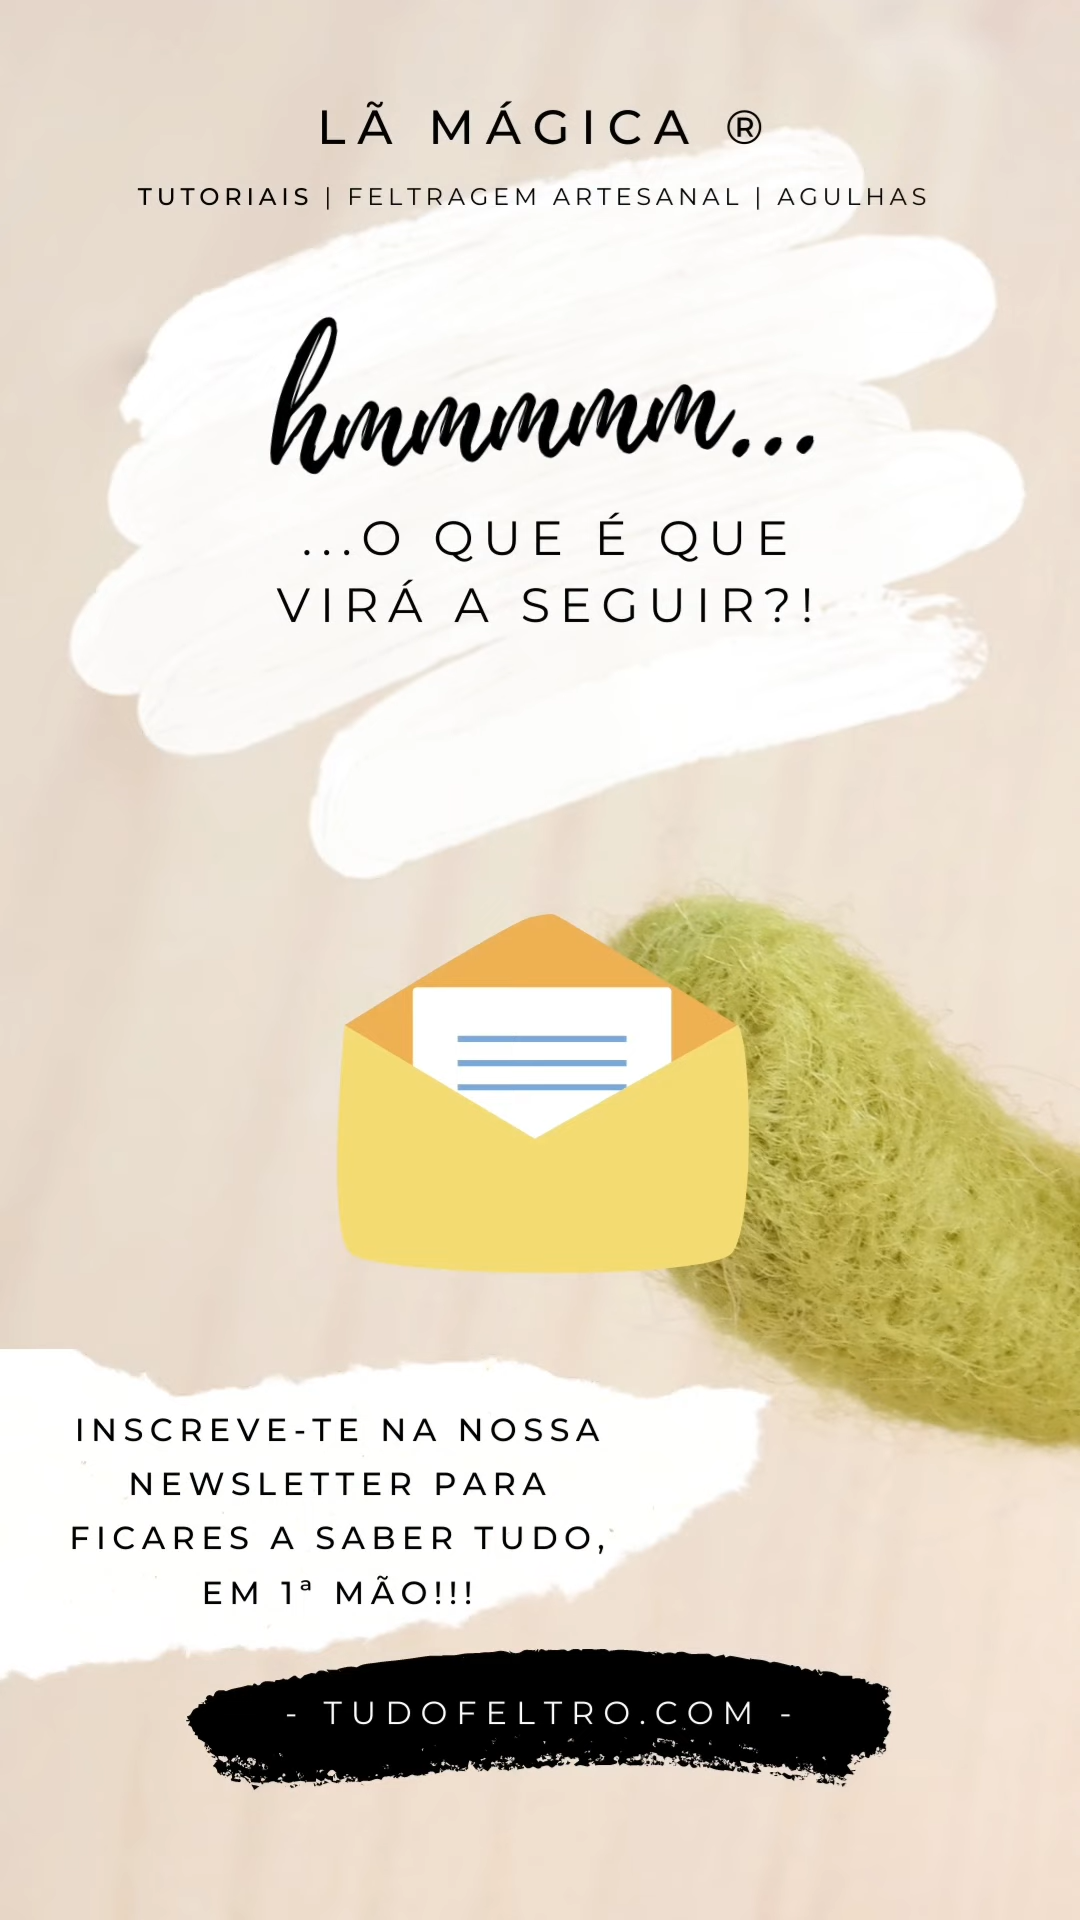 LÃ MÁGICA ®
TUTORIAIS | FELTRAGEM ARTESANAL | AGULHAS
hmmmmm...
...O QUE É QUE
VIRÁ A SEGUIR?!
INSCREVE-TE NA NOSSA
NEWSLETTER PARA
FICARES A SABER TUDO,
EM 1ª MÃO!!!
- TUDOFELTRO.COM -